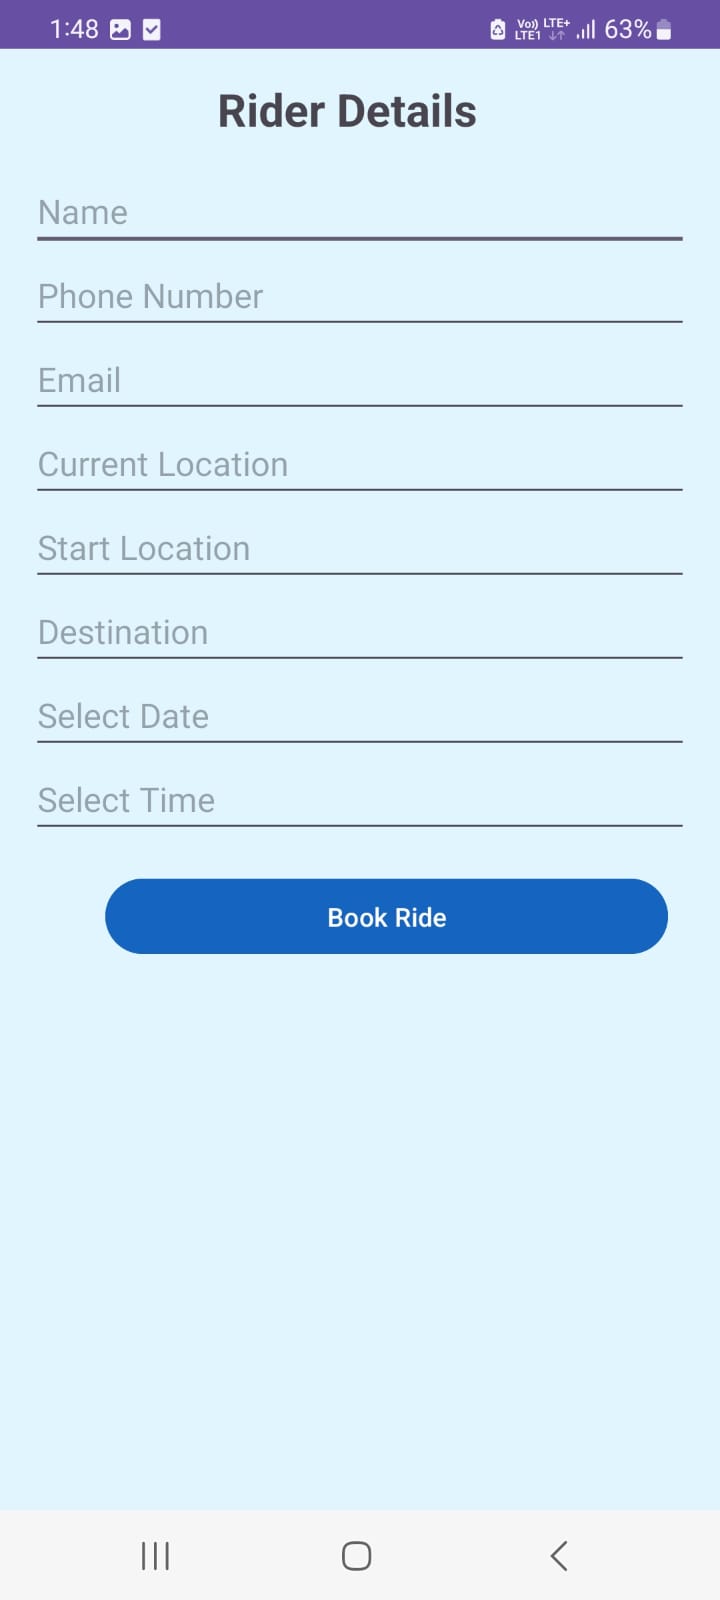 1:48 Vo)) LTE+ LTE1 63%
Rider Details
Name
Phone Number
Email
Current Location
Start Location
Destination
Select Date
Select Time
Book Ride